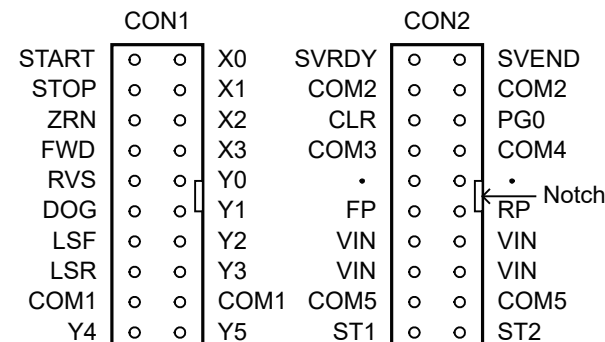 CON1 CON2
START X0 SVRDY SVEND
STOP X1 COM2 COM2
ZRN X2 CLR PG0
FWD X3 COM3 COM4
RVS Y0 • •
DOG Y1 FP RP Notch
LSF Y2 VIN VIN
LSR Y3 VIN VIN
COM1 COM1 COM5 COM5
Y4 Y5 ST1 ST2